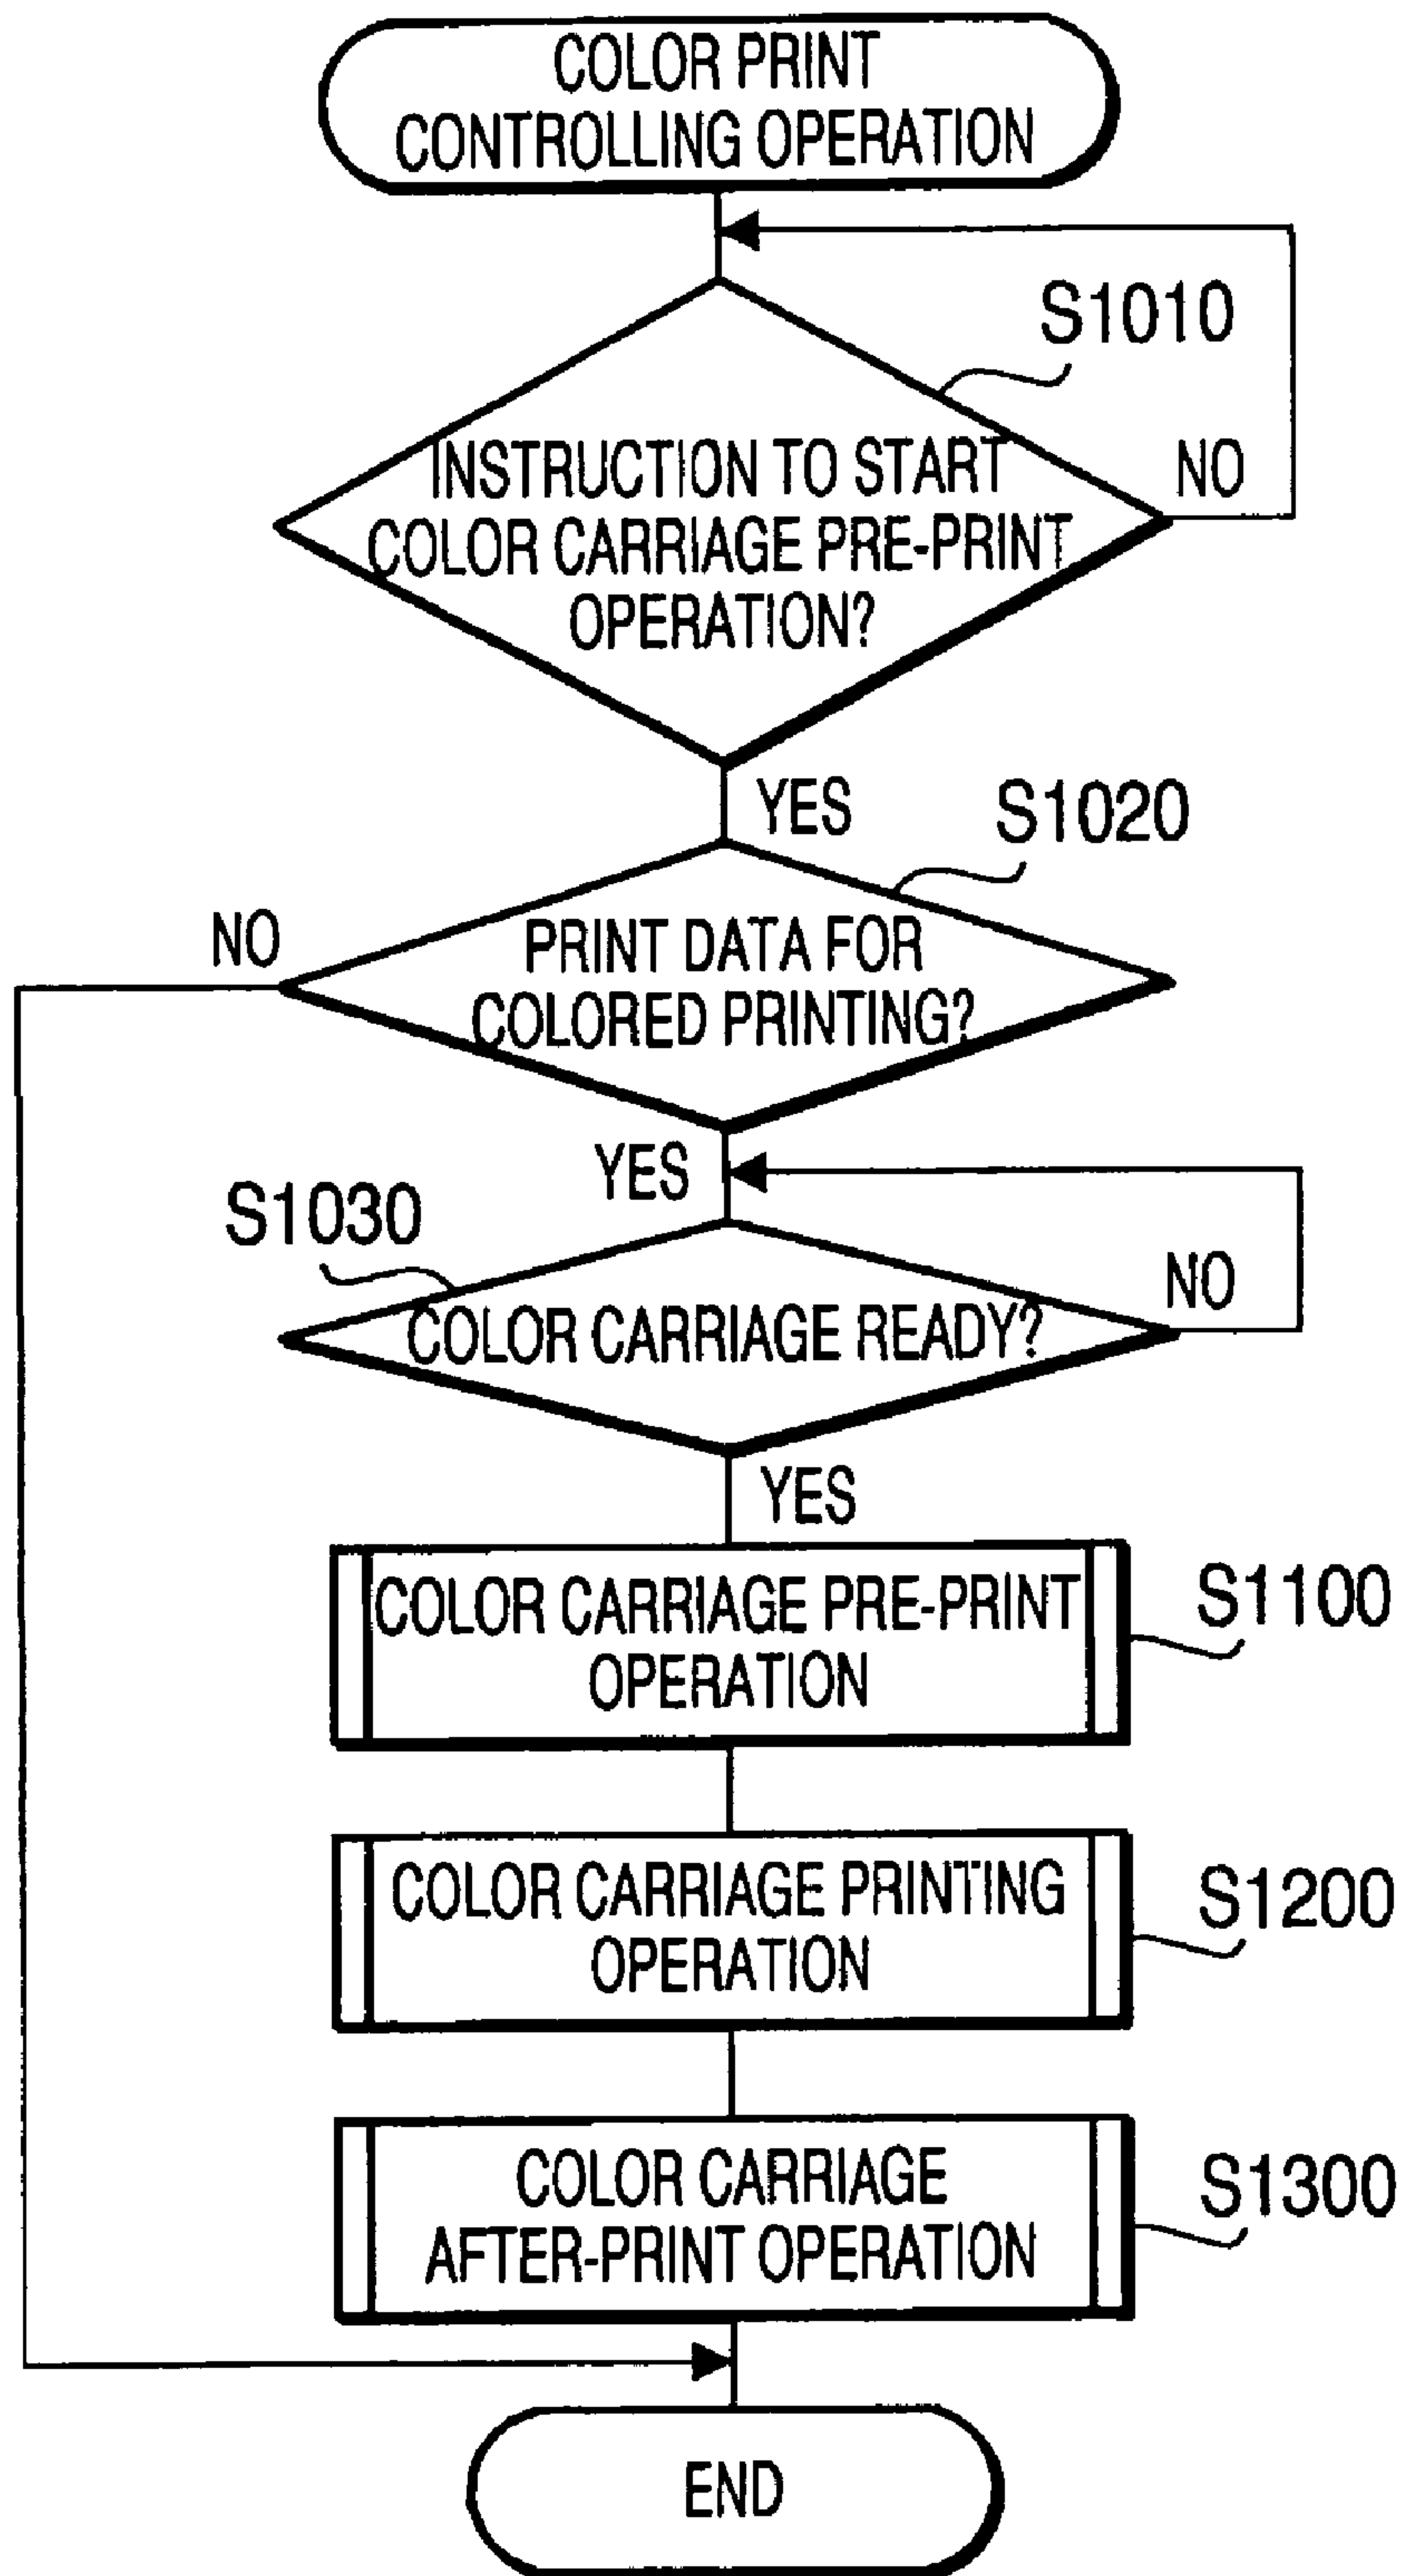 COLOR PRINT
CONTROLLING OPERATION
S1010
INSTRUCTION TO START
COLOR CARRIAGE PRE-PRINT
OPERATION?
NO
YES
S1020
NO
PRINT DATA FOR
COLORED PRINTING?
YES
S1030
NO
COLOR CARRIAGE READY?
YES
COLOR CARRIAGE PRE-PRINT
OPERATION
S1100
COLOR CARRIAGE PRINTING
OPERATION
S1200
COLOR CARRIAGE
AFTER-PRINT OPERATION
S1300
END